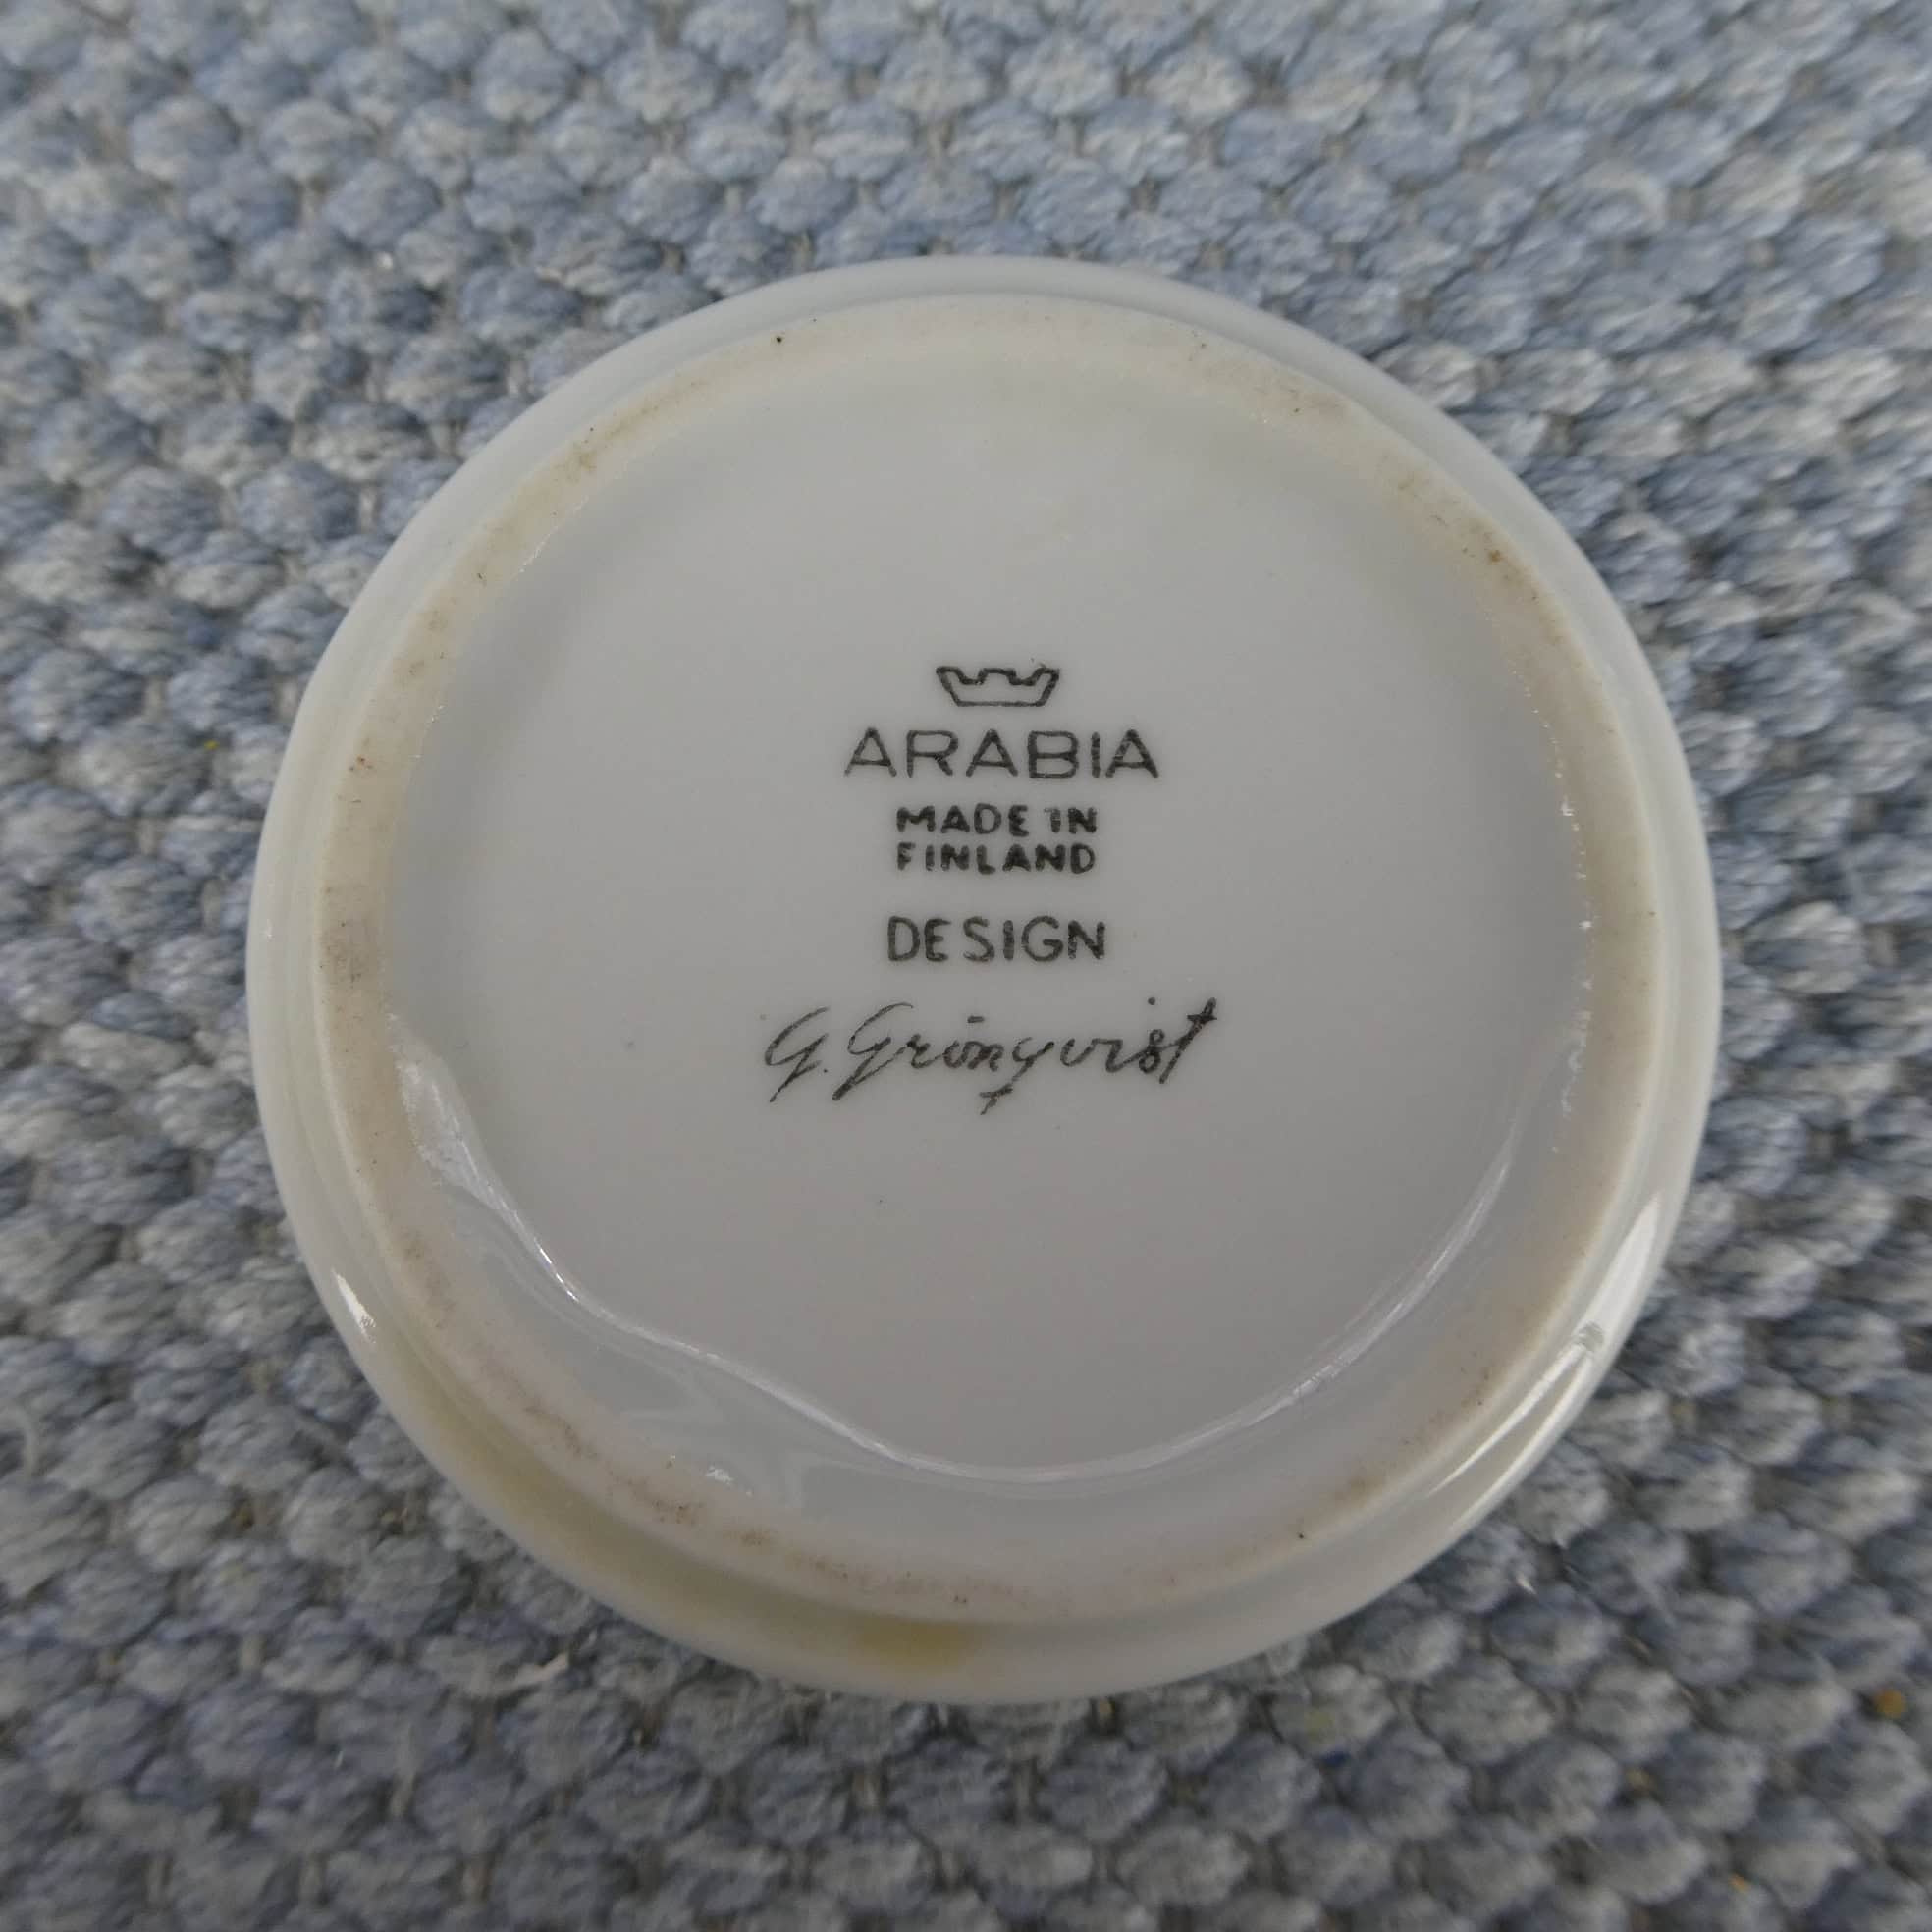 ARABIA
MADE IN
FINLAND
DESIGN
G. Grönqvist